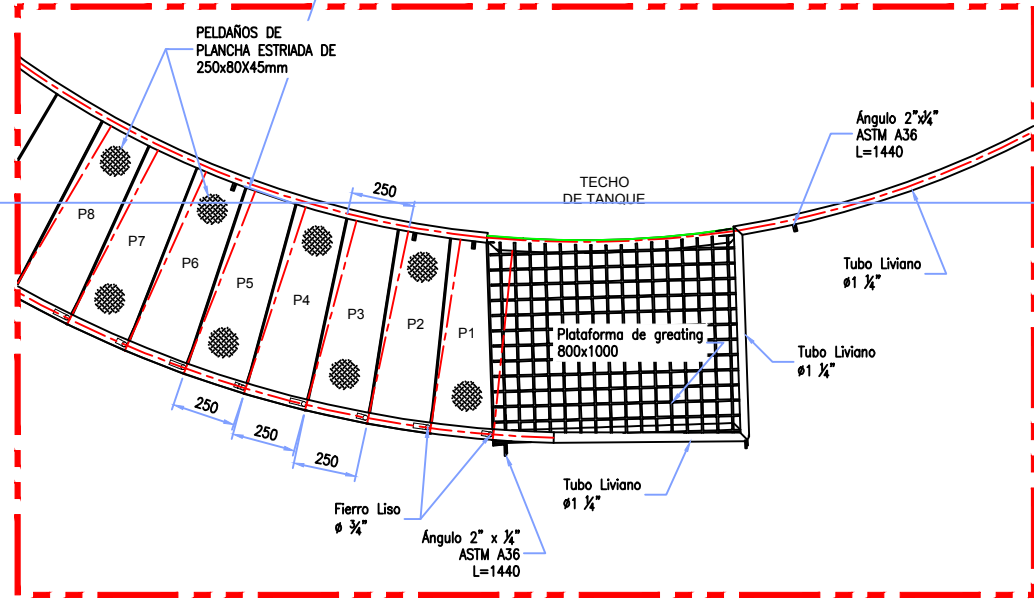 PELDAÑOS DE
PLANCHA ESTRIADA DE
250x80X45mm
Ángulo 2"x¼"
ASTM A36
L=1440
TECHO
DE TANQUE
250
P8
P7
P6
P5
P4
P3
P2
P1
Tubo Liviano
ø1 ¼"
Plataforma de greating
800x1000
Tubo Liviano
ø1 ¼"
250
250
250
Tubo Liviano
ø1 ¼"
Fierro Liso
ø ¾"
Ángulo 2" x ¼"
ASTM A36
L=1440